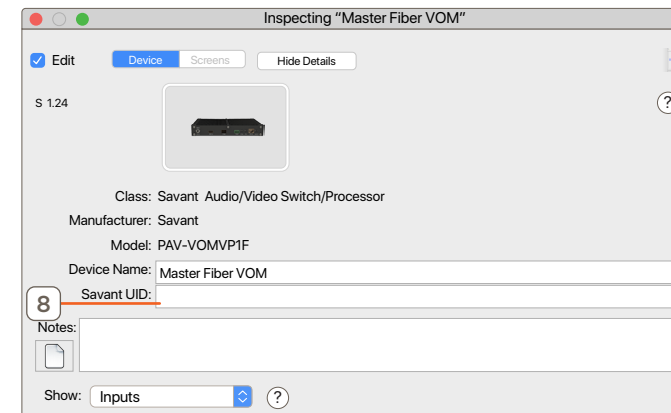 Inspecting “Master Fiber VOM”
Edit Device Screens Hide Details
S 1.24
?
Class: Savant Audio/Video Switch/Processor
Manufacturer: Savant
Model: PAV-VOMVP1F
Device Name: Master Fiber VOM
Savant UID:
8
Notes:
Show: Inputs ?